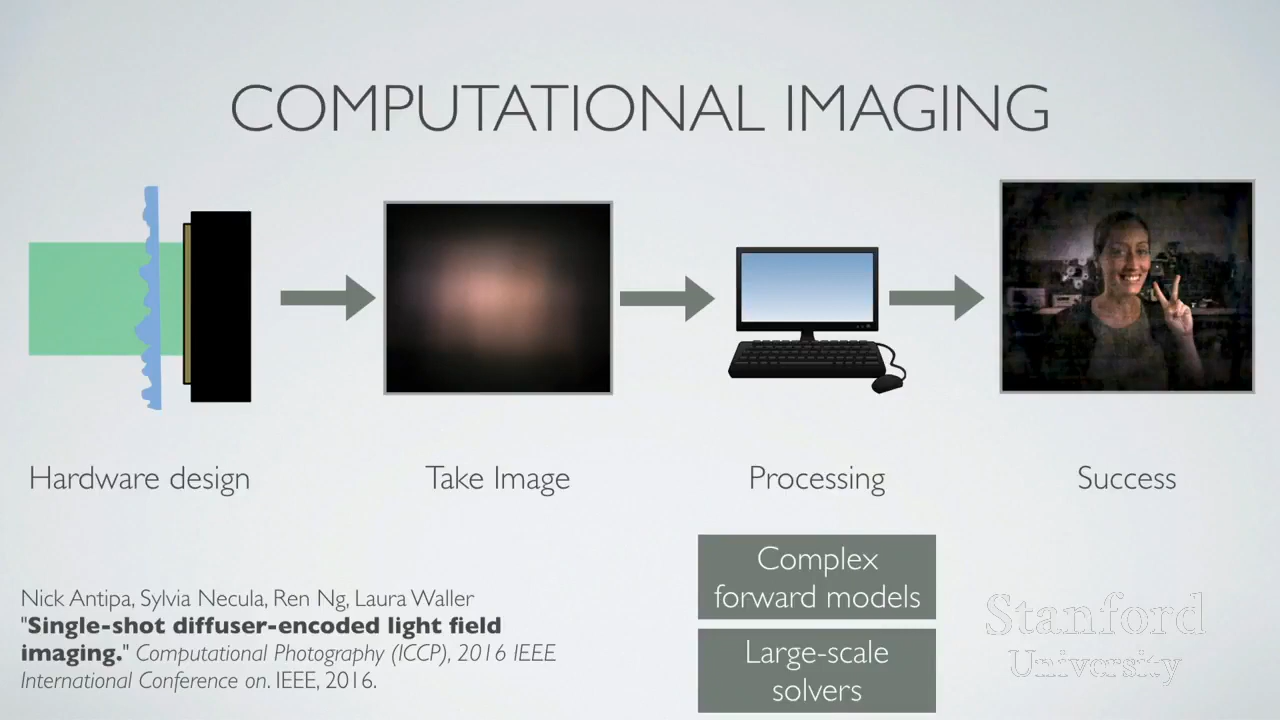 COMPUTATIONAL IMAGING
Hardware design
Take Image
Processing
Success
Complex
forward models
Large-scale
solvers
Nick Antipa, Sylvia Necula, Ren Ng, Laura Waller
"Single-shot diffuser-encoded light field
imaging." Computational Photography (ICCP), 2016 IEEE
International Conference on. IEEE, 2016.
Stanford
University